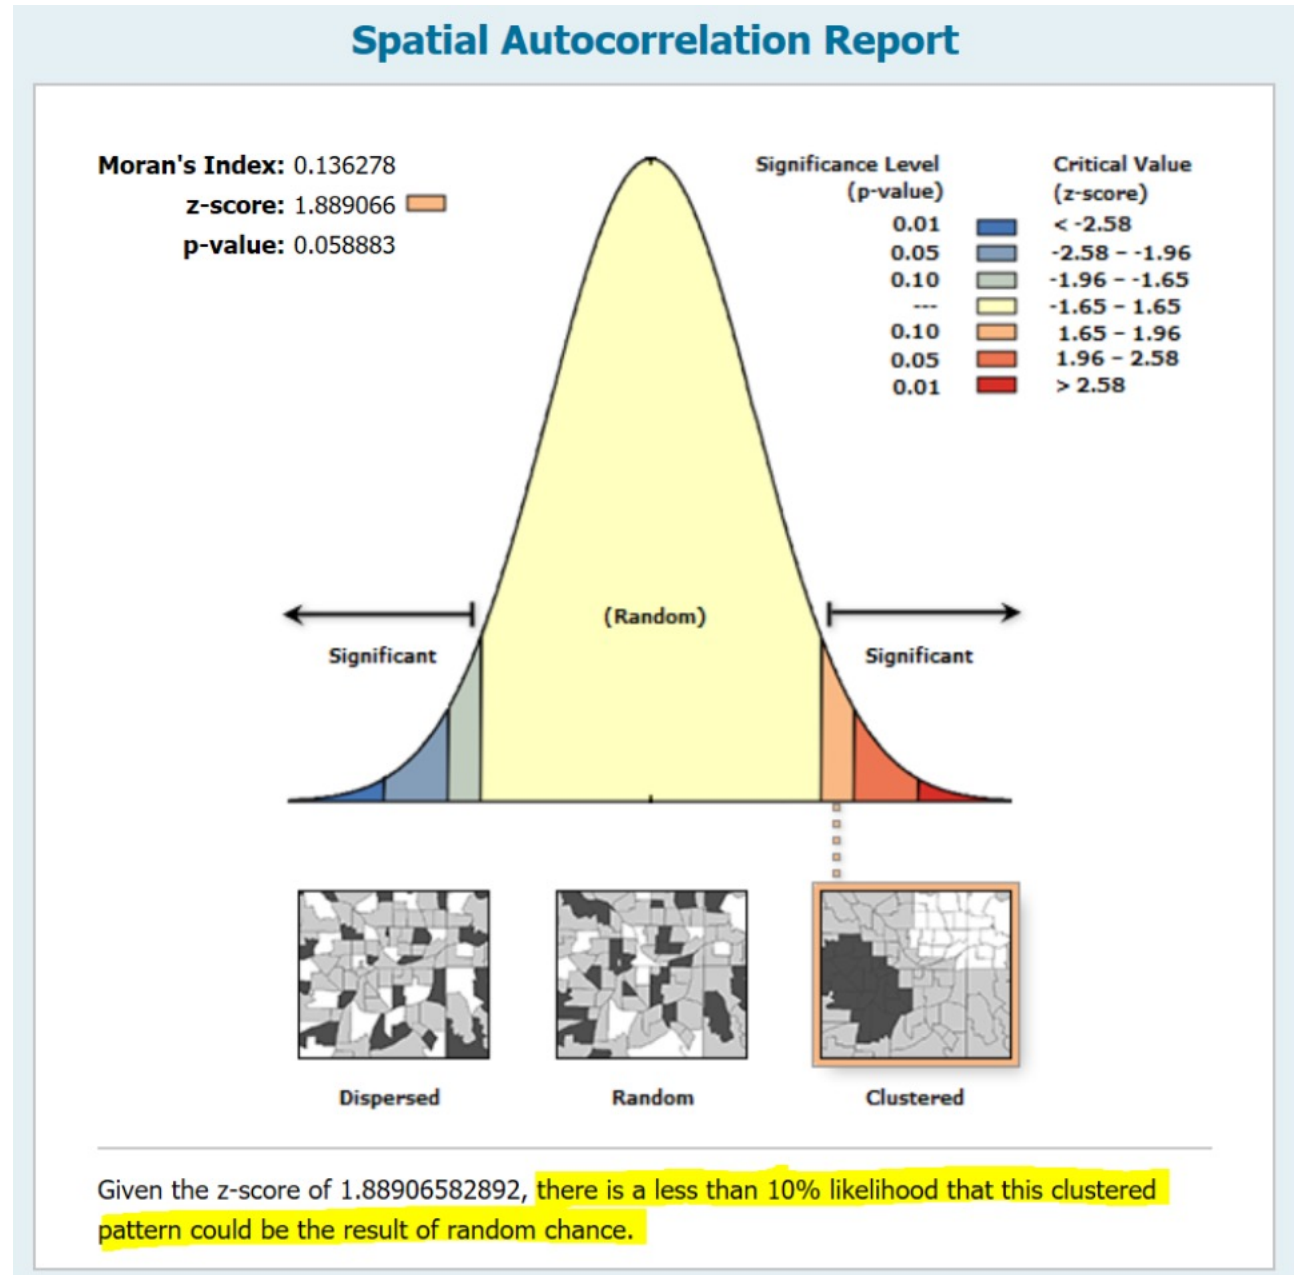 Spatial Autocorrelation Report
Moran's Index: 0.136278
z-score: 1.889066
p-value: 0.058883
Significance Level
(p-value)
Critical Value
(z-score)
0.01 < -2.58
0.05 -2.58 – -1.96
0.10 -1.96 – -1.65
--- -1.65 – 1.65
0.10 1.65 – 1.96
0.05 1.96 – 2.58
0.01 > 2.58
(Random)
Significant
Significant
Dispersed
Random
Clustered
Given the z-score of 1.88906582892, there is a less than 10% likelihood that this clustered
pattern could be the result of random chance.